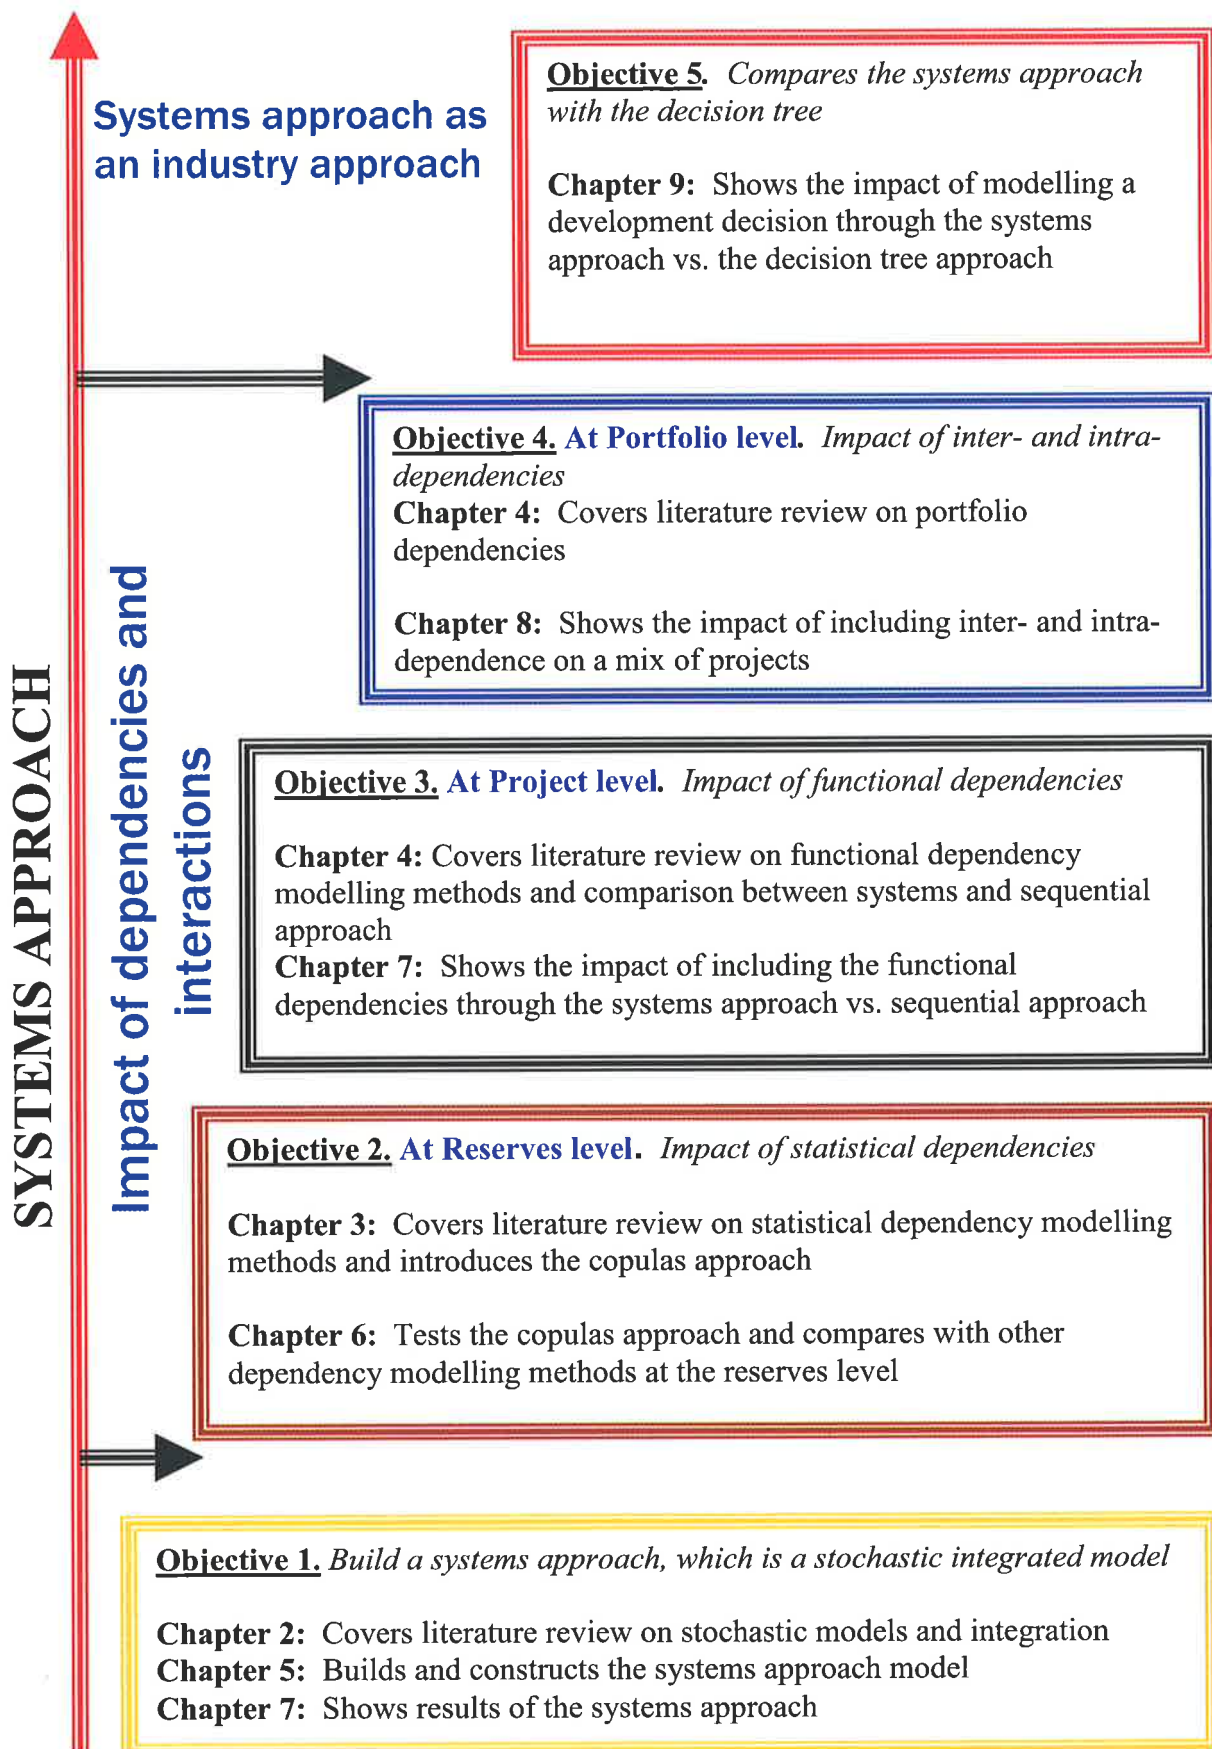 SYSTEMS APPROACH
Systems approach as
an industry approach
Objective 5. Compares the systems approach
with the decision tree
Chapter 9: Shows the impact of modelling a
development decision through the systems
approach vs. the decision tree approach
Impact of dependencies and
interactions
Objective 4. At Portfolio level. Impact of inter- and intra-
dependencies
Chapter 4: Covers literature review on portfolio
dependencies
Chapter 8: Shows the impact of including inter- and intra-
dependence on a mix of projects
Objective 3. At Project level. Impact of functional dependencies
Chapter 4: Covers literature review on functional dependency
modelling methods and comparison between systems and sequential
approach
Chapter 7: Shows the impact of including the functional
dependencies through the systems approach vs. sequential approach
Objective 2. At Reserves level. Impact of statistical dependencies
Chapter 3: Covers literature review on statistical dependency modelling
methods and introduces the copulas approach
Chapter 6: Tests the copulas approach and compares with other
dependency modelling methods at the reserves level
Objective 1. Build a systems approach, which is a stochastic integrated model
Chapter 2: Covers literature review on stochastic models and integration
Chapter 5: Builds and constructs the systems approach model
Chapter 7: Shows results of the systems approach